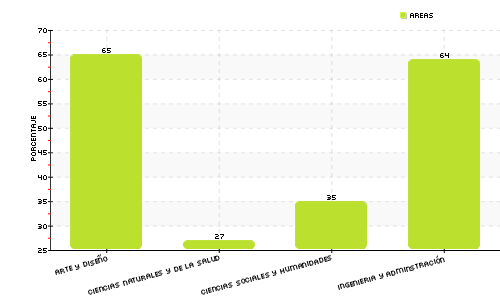 AREAS
70
65
60
55
50
45
40
35
30
25
PORCENTAJE
65
27
35
64
ARTE Y DISEÑO
CIENCIAS NATURALES Y DE LA SALUD
CIENCIAS SOCIALES Y HUMANIDADES
INGENIERIA Y ADMINSTRACIÓN